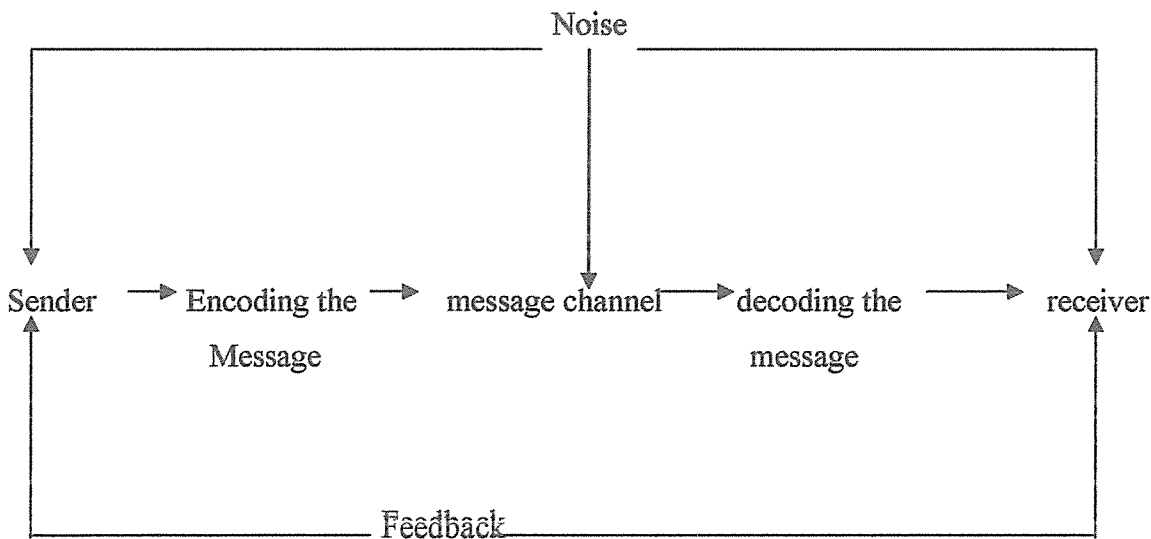 Noise
Sender Encoding the message channel decoding the receiver
Message message
Feedback